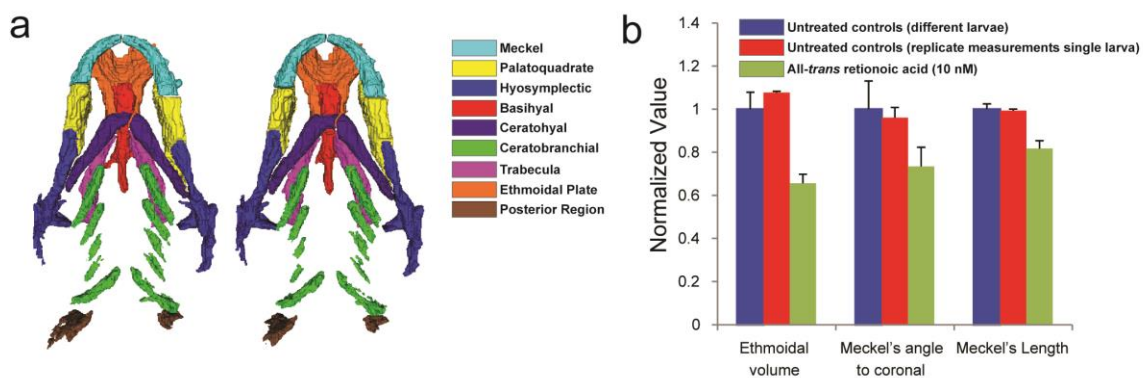 a
Meckel
Palatoquadrate
Hyosymplectic
Basihyal
Ceratohyal
Ceratobranchial
Trabecula
Ethmoidal Plate
Posterior Region
b
Untreated controls (different larvae)
Untreated controls (replicate measurements single larva)
All-trans retionoic acid (10 nM)
Normalized Value
1.4
1.2
1
0.8
0.6
0.4
0.2
0
Ethmoidal
volume
Meckel's angle
to coronal
Meckel's Length